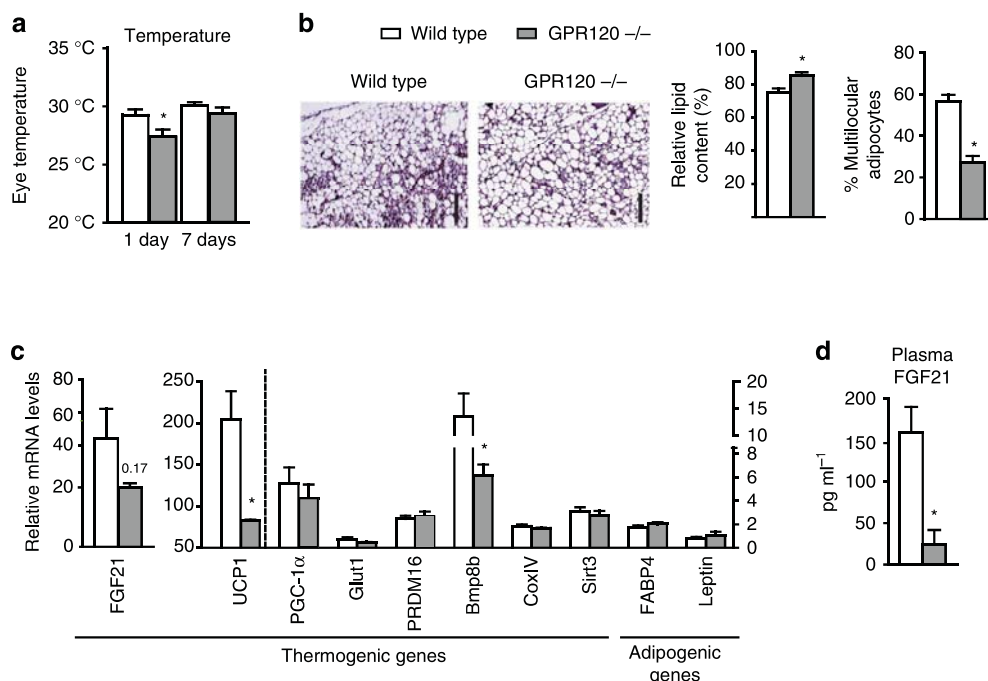 a
Temperature
35 °C
30 °C
25 °C
20 °C
Eye temperature
*
1 day 7 days
b
Wild type GPR120 –/–
Wild type GPR120 –/–
Relative lipid
content (%)
100
80
60
40
20
*
% Multilocular
adipocytes
80
60
40
20
0
*
c
Relative mRNA levels
80
60
40
20
0
0.17
250
200
150
100
50
*
*
20
15
10
8
6
4
2
0
FGF21
UCP1
PGC-1α
Glut1
PRDM16
Bmp8b
CoxIV
Sirt3
FABP4
Leptin
Thermogenic genes
Adipogenic
genes
d
Plasma
FGF21
pg ml–1
200
150
100
50
0
*